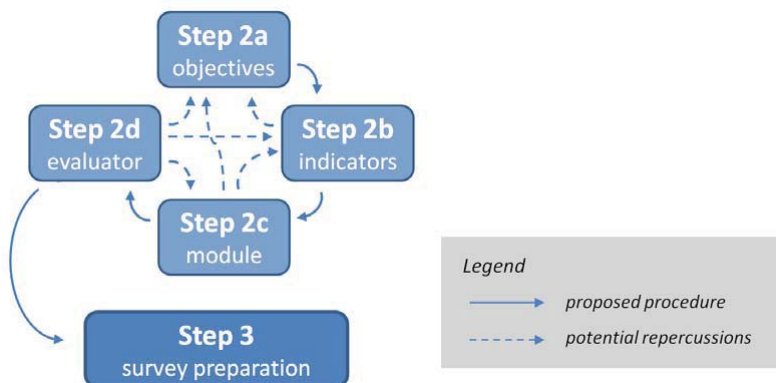 Step 2a
objectives
Step 2d
evaluator
Step 2b
indicators
Step 2c
module
Step 3
survey preparation
Legend
proposed procedure
potential repercussions